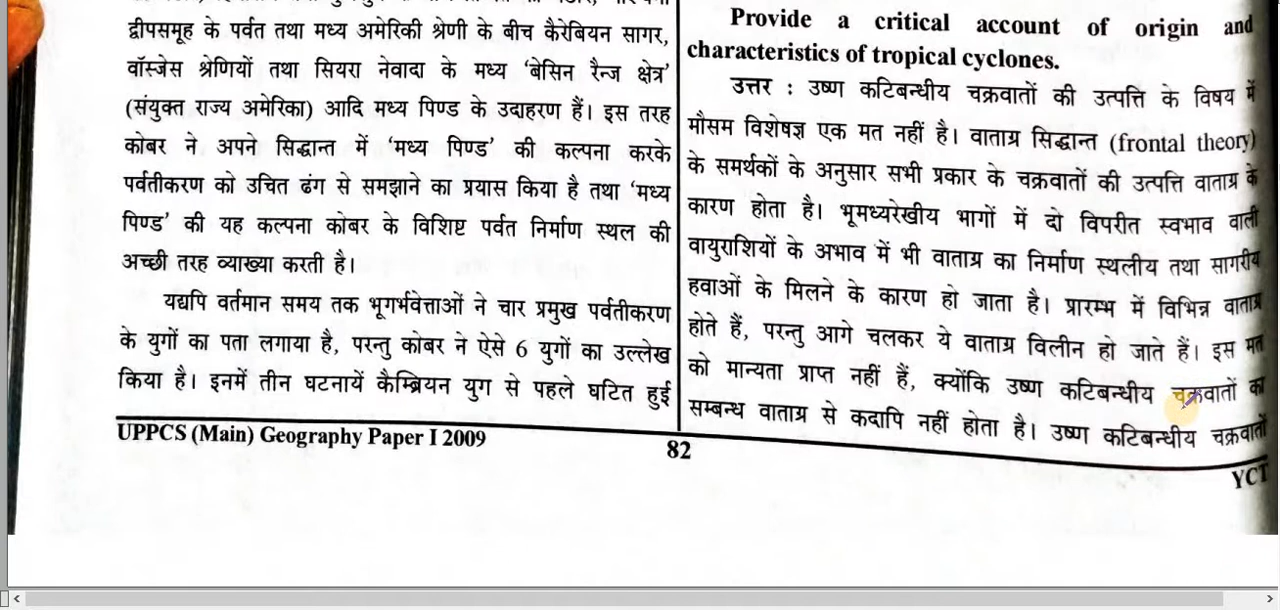 द्वीपसमूह के पर्वत तथा मध्य अमेरिकी श्रेणी के बीच कैरेबियन सागर,
वॉस्जेस श्रेणियों तथा सियरा नेवादा के मध्य ‘बेसिन रैन्ज क्षेत्र’
(संयुक्त राज्य अमेरिका) आदि मध्य पिण्ड के उदाहरण हैं। इस तरह
कोबर ने अपने सिद्धान्त में ‘मध्य पिण्ड’ की कल्पना करके
पर्वतीकरण को उचित ढंग से समझाने का प्रयास किया है तथा ‘मध्य
पिण्ड’ की यह कल्पना कोबर के विशिष्ट पर्वत निर्माण स्थल की
अच्छी तरह व्याख्या करती है।
यद्यपि वर्तमान समय तक भूगर्भवेत्ताओं ने चार प्रमुख पर्वतीकरण
के युगों का पता लगाया है, परन्तु कोबर ने ऐसे 6 युगों का उल्लेख
किया है। इनमें तीन घटनायें कैम्ब्रियन युग से पहले घटित हुई
UPPCS (Main) Geography Paper I 2009
82
Provide a critical account of origin and
characteristics of tropical cyclones.
उत्तर : उष्ण कटिबन्धीय चक्रवातों की उत्पत्ति के विषय में
मौसम विशेषज्ञ एक मत नहीं है। वाताग्र सिद्धान्त (frontal theory)
के समर्थकों के अनुसार सभी प्रकार के चक्रवातों की उत्पत्ति वाताग्र के
कारण होता है। भूमध्यरेखीय भागों में दो विपरीत स्वभाव वाली
वायुराशियों के अभाव में भी वाताग्र का निर्माण स्थलीय तथा सागरीय
हवाओं के मिलने के कारण हो जाता है। प्रारम्भ में विभिन्न वाताग्र
होते हैं, परन्तु आगे चलकर ये वाताग्र विलीन हो जाते हैं। इस मत
को मान्यता प्राप्त नहीं हैं, क्योंकि उष्ण कटिबन्धीय चक्रवातों का
सम्बन्ध वाताग्र से कदापि नहीं होता है। उष्ण कटिबन्धीय चक्रवातों
YCT